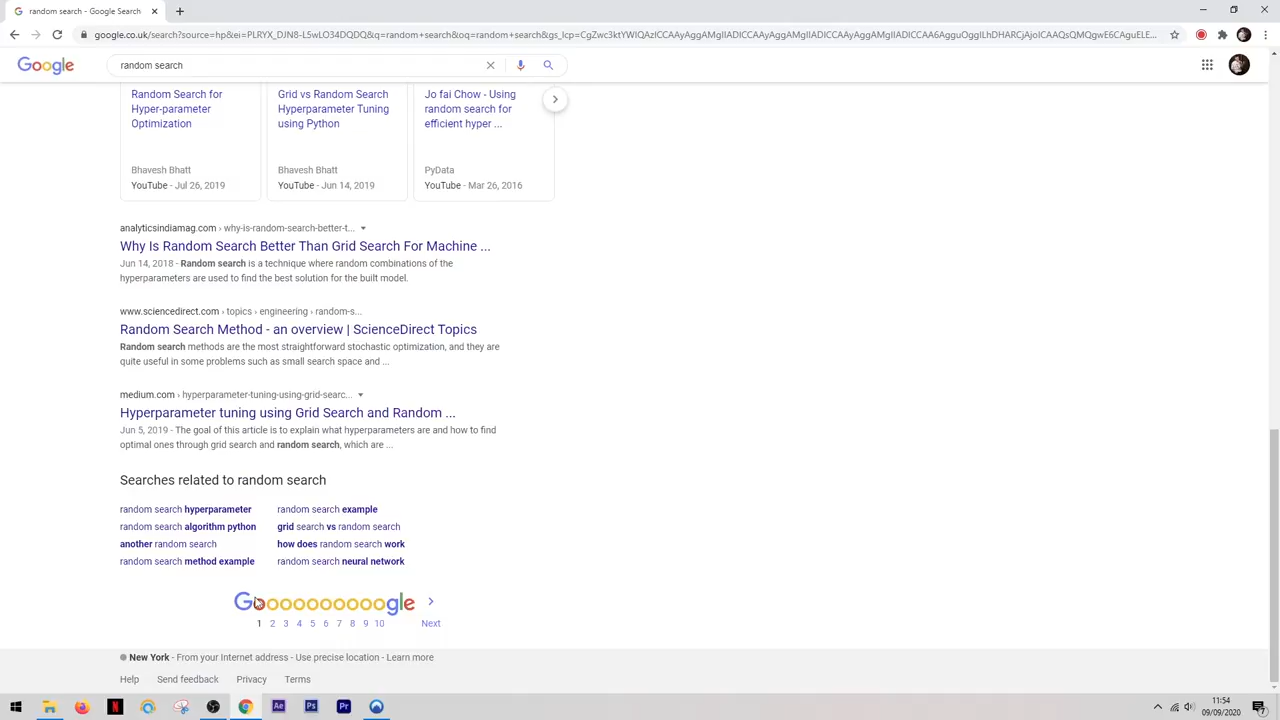 random search - Google Search
google.co.uk/search?source=hp&ei=PLRYX_DJN8-L5wLO34DQDQ&q=random+search&oq=random+search&gs_lcp=
Google
random search
Random Search for
Hyper-parameter
Optimization
Bhavesh Bhatt
YouTube - Jul 26, 2019
Grid vs Random Search
Hyperparameter Tuning
using Python
Bhavesh Bhatt
YouTube - Jun 14, 2019
Jo fai Chow - Using
random search for
efficient hyper ...
PyData
YouTube - Mar 26, 2016
analyticsindiamag.com › why-is-random-search-better-t...
Why Is Random Search Better Than Grid Search For Machine ...
Jun 14, 2018 - Random search is a technique where random combinations of the
hyperparameters are used to find the best solution for the built model.
www.sciencedirect.com › topics › engineering › random-s...
Random Search Method - an overview | ScienceDirect Topics
Random search methods are the most straightforward stochastic optimization, and they are
quite useful in some problems such as small search space and ...
medium.com › hyperparameter-tuning-using-grid-searc...
Hyperparameter tuning using Grid Search and Random ...
Jun 5, 2019 - The goal of this article is to explain what hyperparameters are and how to find
optimal ones through grid search and random search, which are ...
Searches related to random search
random search hyperparameter
random search algorithm python
another random search
random search method example
random search example
grid search vs random search
how does random search work
random search neural network
Goooooooooogle
1 2 3 4 5 6 7 8 9 10 Next
New York - From your Internet address - Use precise location - Learn more
Help Send feedback Privacy Terms
N Ae Ps Pr
11:54
09/09/2020
7